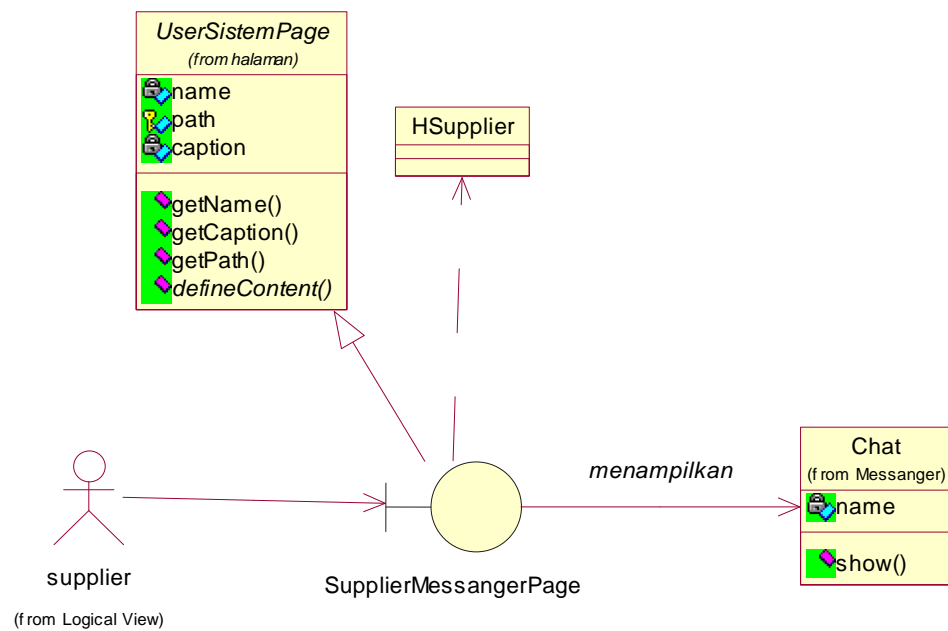 UserSistemPage
(from halaman)
name
path
caption
getName()
getCaption()
getPath()
defineContent()
HSupplier
menampilkan
Chat
(from Messanger)
name
show()
supplier
(from Logical View)
SupplierMessangerPage